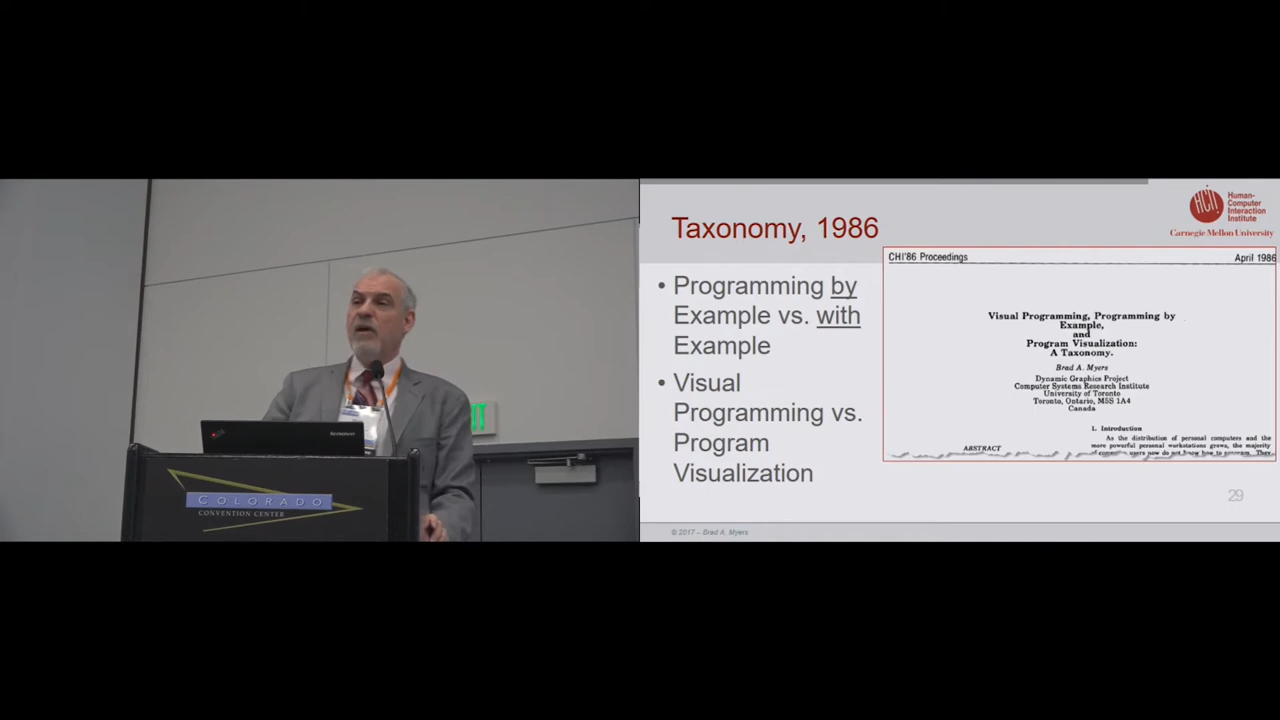 IT
lenovo
COLORADO
CONVENTION CENTER
Taxonomy, 1986
HCII
Human-
Computer
Interaction
Institute
Carnegie Mellon University
• Programming by
Example vs. with
Example
• Visual
Programming vs.
Program
Visualization
CHI'86 Proceedings April 1986
Visual Programming, Programming by
Example,
and
Program Visualization:
A Taxonomy.
Brad A. Myers
Dynamic Graphics Project
Computer Systems Research Institute
University of Toronto
Toronto, Ontario, M5S 1A4
Canada
1. Introduction
As the distribution of personal computers and the
more powerful personal workstations grows, the majority
users now do not know how to program. They
ABSTRACT
29
© 2017 – Brad A. Myers